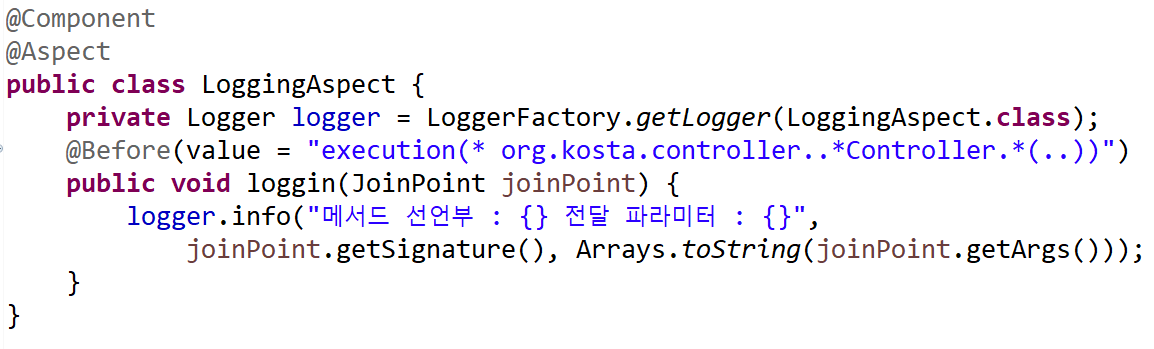 @Component
@Aspect
public class LoggingAspect {
    private Logger logger = LoggerFactory.getLogger(LoggingAspect.class);
    @Before(value = "execution(* org.kosta.controller..*Controller.*(..))")
    public void loggin(JoinPoint joinPoint) {
        logger.info("메서드 선언부 : {} 전달 파라미터 : {}",
            joinPoint.getSignature(), Arrays.toString(joinPoint.getArgs()));
    }
}